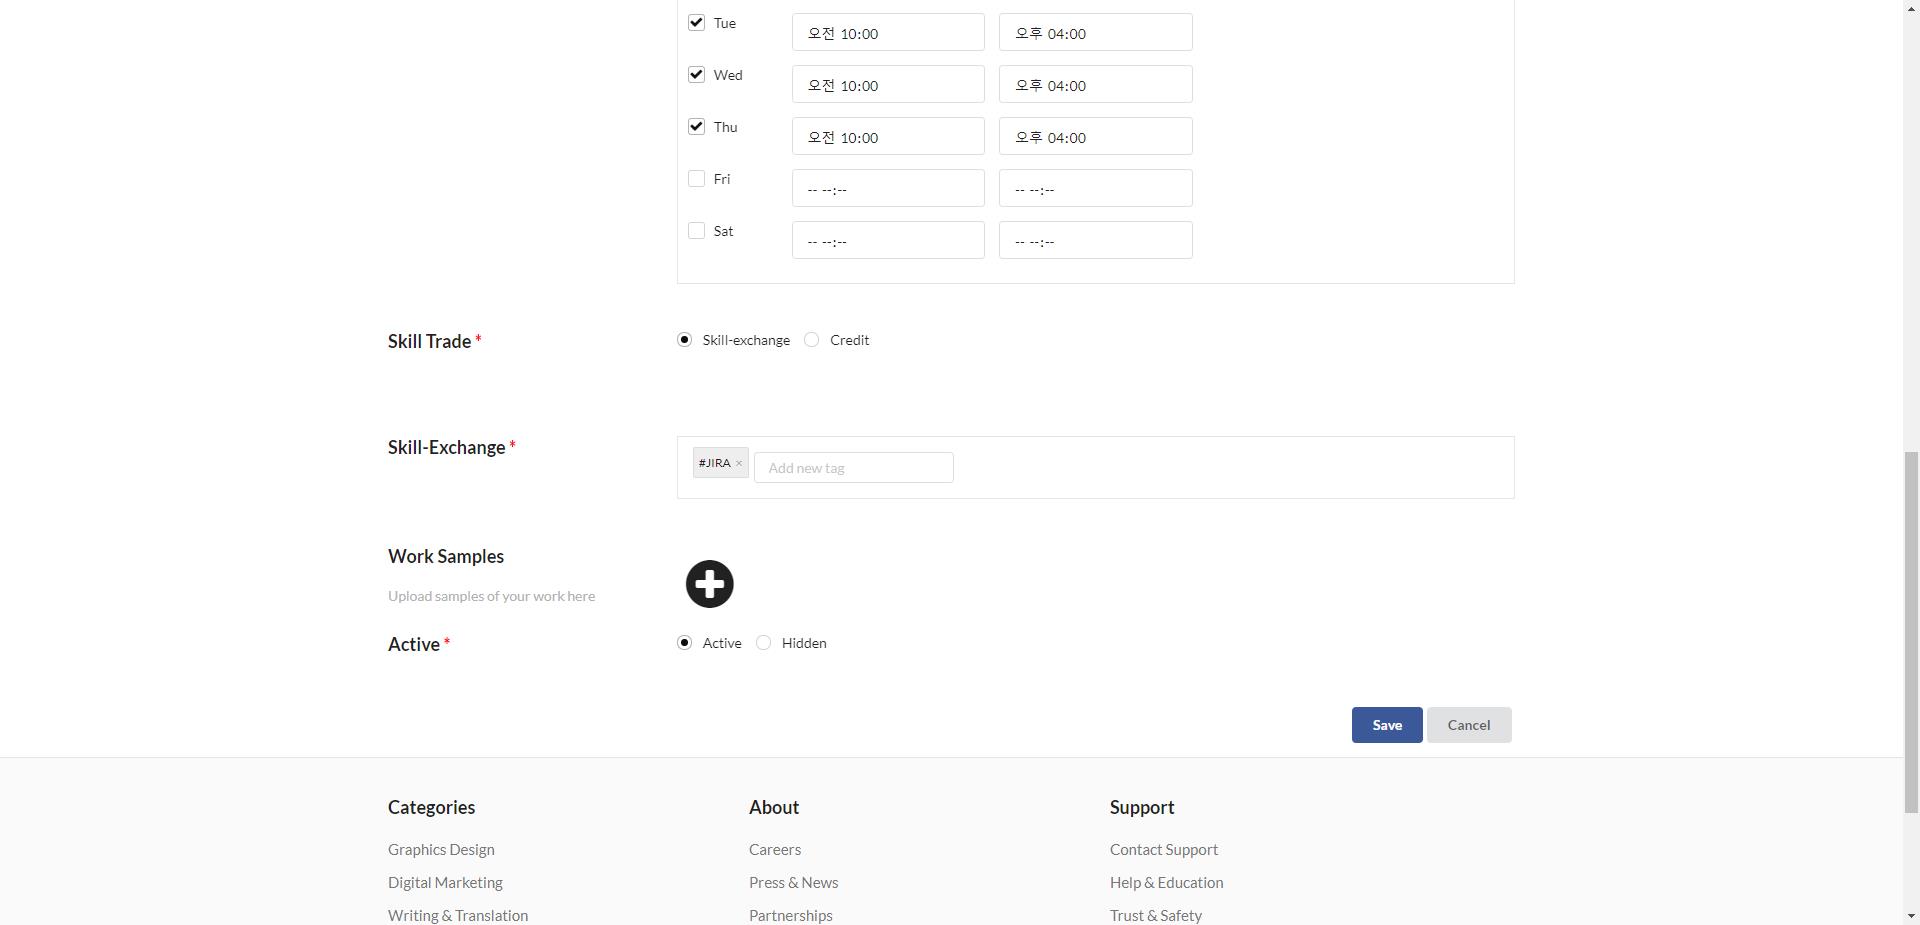 Tue 오전 10:00 오후 04:00
Wed 오전 10:00 오후 04:00
Thu 오전 10:00 오후 04:00
Fri -- --:-- -- --:--
Sat -- --:-- -- --:--
Skill Trade * Skill-exchange Credit
Skill-Exchange * #JIRA × Add new tag
Work Samples
Upload samples of your work here
Active * Active Hidden
Save Cancel
Categories About Support
Graphics Design Careers Contact Support
Digital Marketing Press & News Help & Education
Writing & Translation Partnerships Trust & Safety